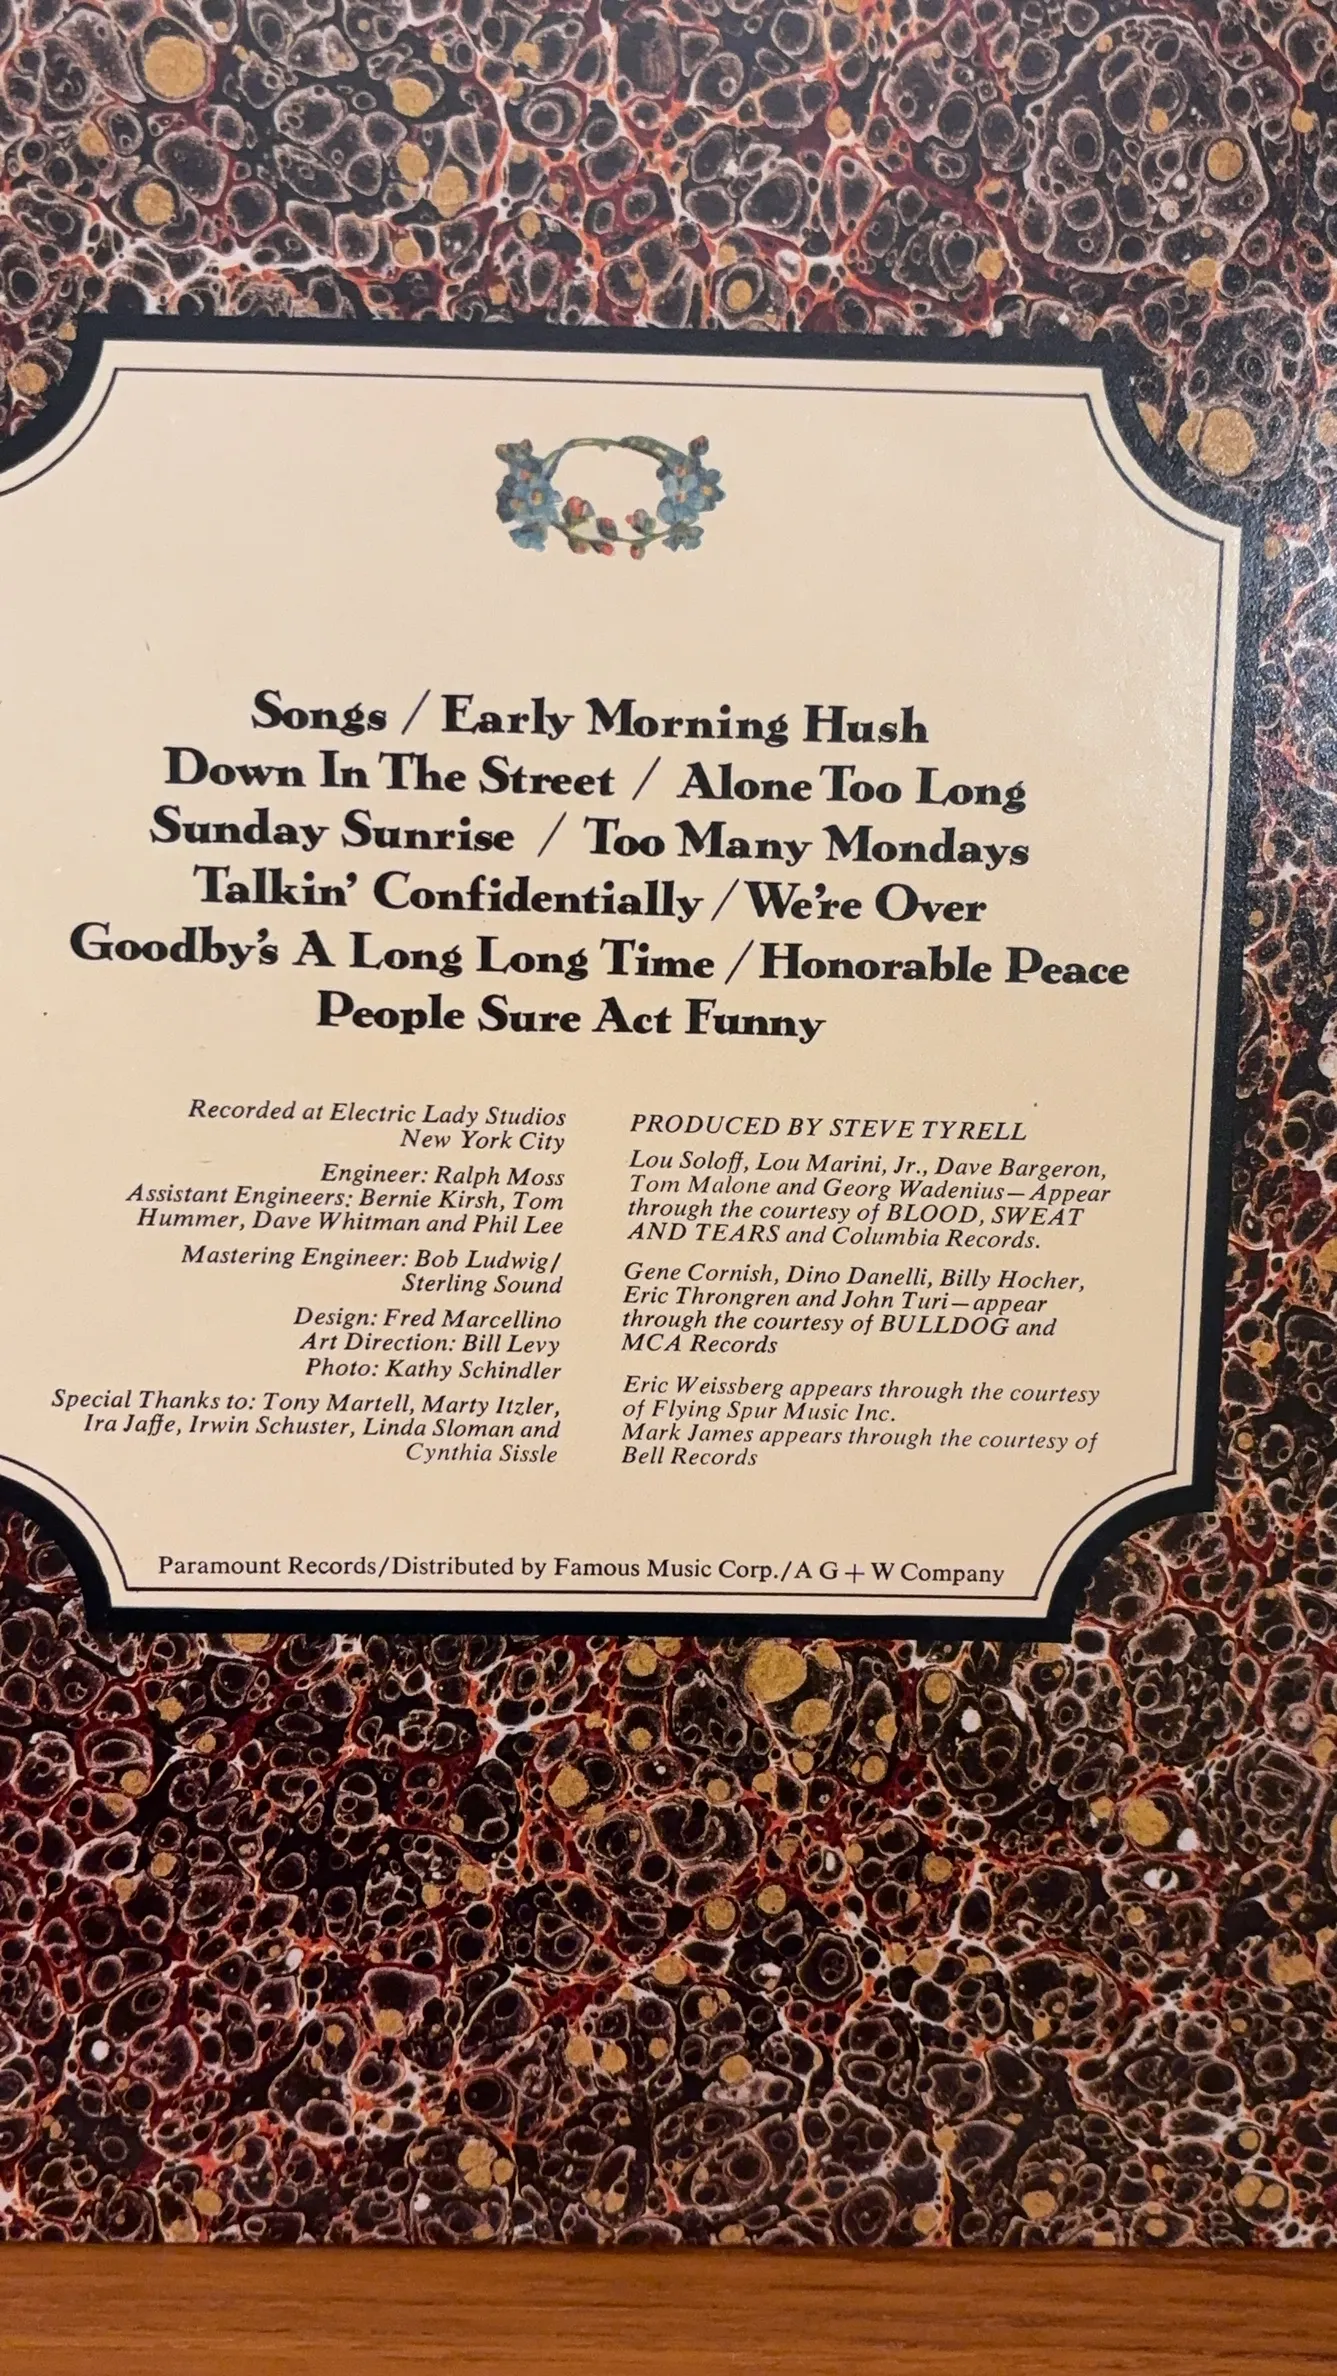 Songs / Early Morning Hush
Down In The Street / Alone Too Long
Sunday Sunrise / Too Many Mondays
Talkin' Confidentially / We're Over
Goodby's A Long Long Time / Honorable Peace
People Sure Act Funny
Recorded at Electric Lady Studios
New York City
Engineer: Ralph Moss
Assistant Engineers: Bernie Kirsh, Tom
Hummer, Dave Whitman and Phil Lee
Mastering Engineer: Bob Ludwig/
Sterling Sound
Design: Fred Marcellino
Art Direction: Bill Levy
Photo: Kathy Schindler
Special Thanks to: Tony Martell, Marty Itzler,
Ira Jaffe, Irwin Schuster, Linda Sloman and
Cynthia Sissle
PRODUCED BY STEVE TYRELL
Lou Soloff, Lou Marini, Jr., Dave Bargeron,
Tom Malone and Georg Wadenius—Appear
through the courtesy of BLOOD, SWEAT
AND TEARS and Columbia Records.
Gene Cornish, Dino Danelli, Billy Hocher,
Eric Throngren and John Turi—appear
through the courtesy of BULLDOG and
MCA Records
Eric Weissberg appears through the courtesy
of Flying Spur Music Inc.
Mark James appears through the courtesy of
Bell Records
Paramount Records/Distributed by Famous Music Corp./A G + W Company